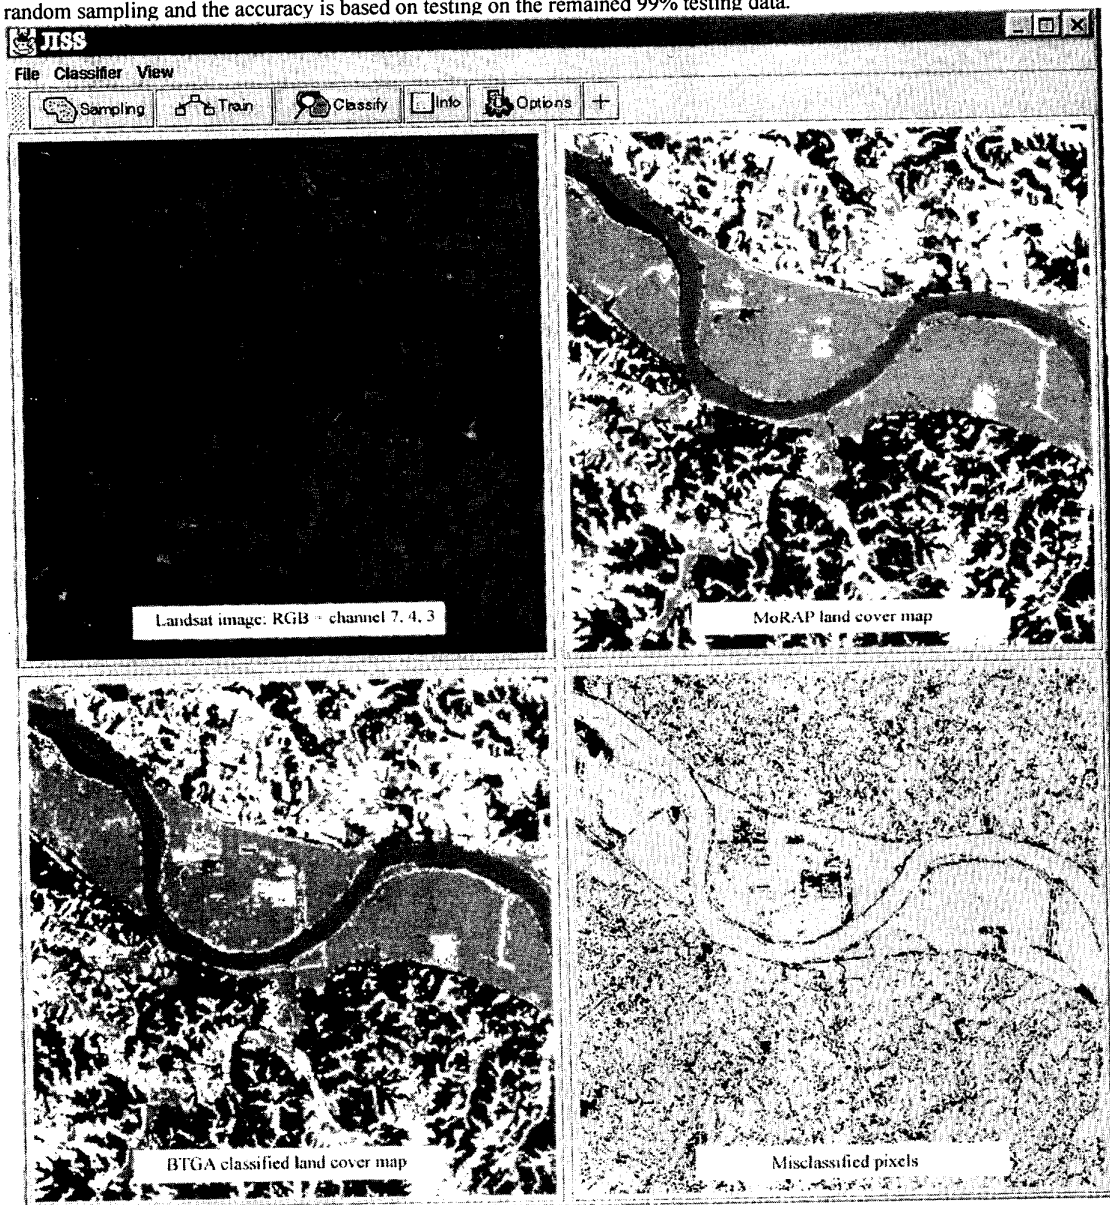 random sampling and the accuracy is based on testing on the remained 99% testing data.
JISS
File Classifier View
Sampling Train Classify Info Options +
Landsat image: RGB = channel 7, 4, 3
MoRAP land cover map
BTGA classified land cover map
Misclassified pixels